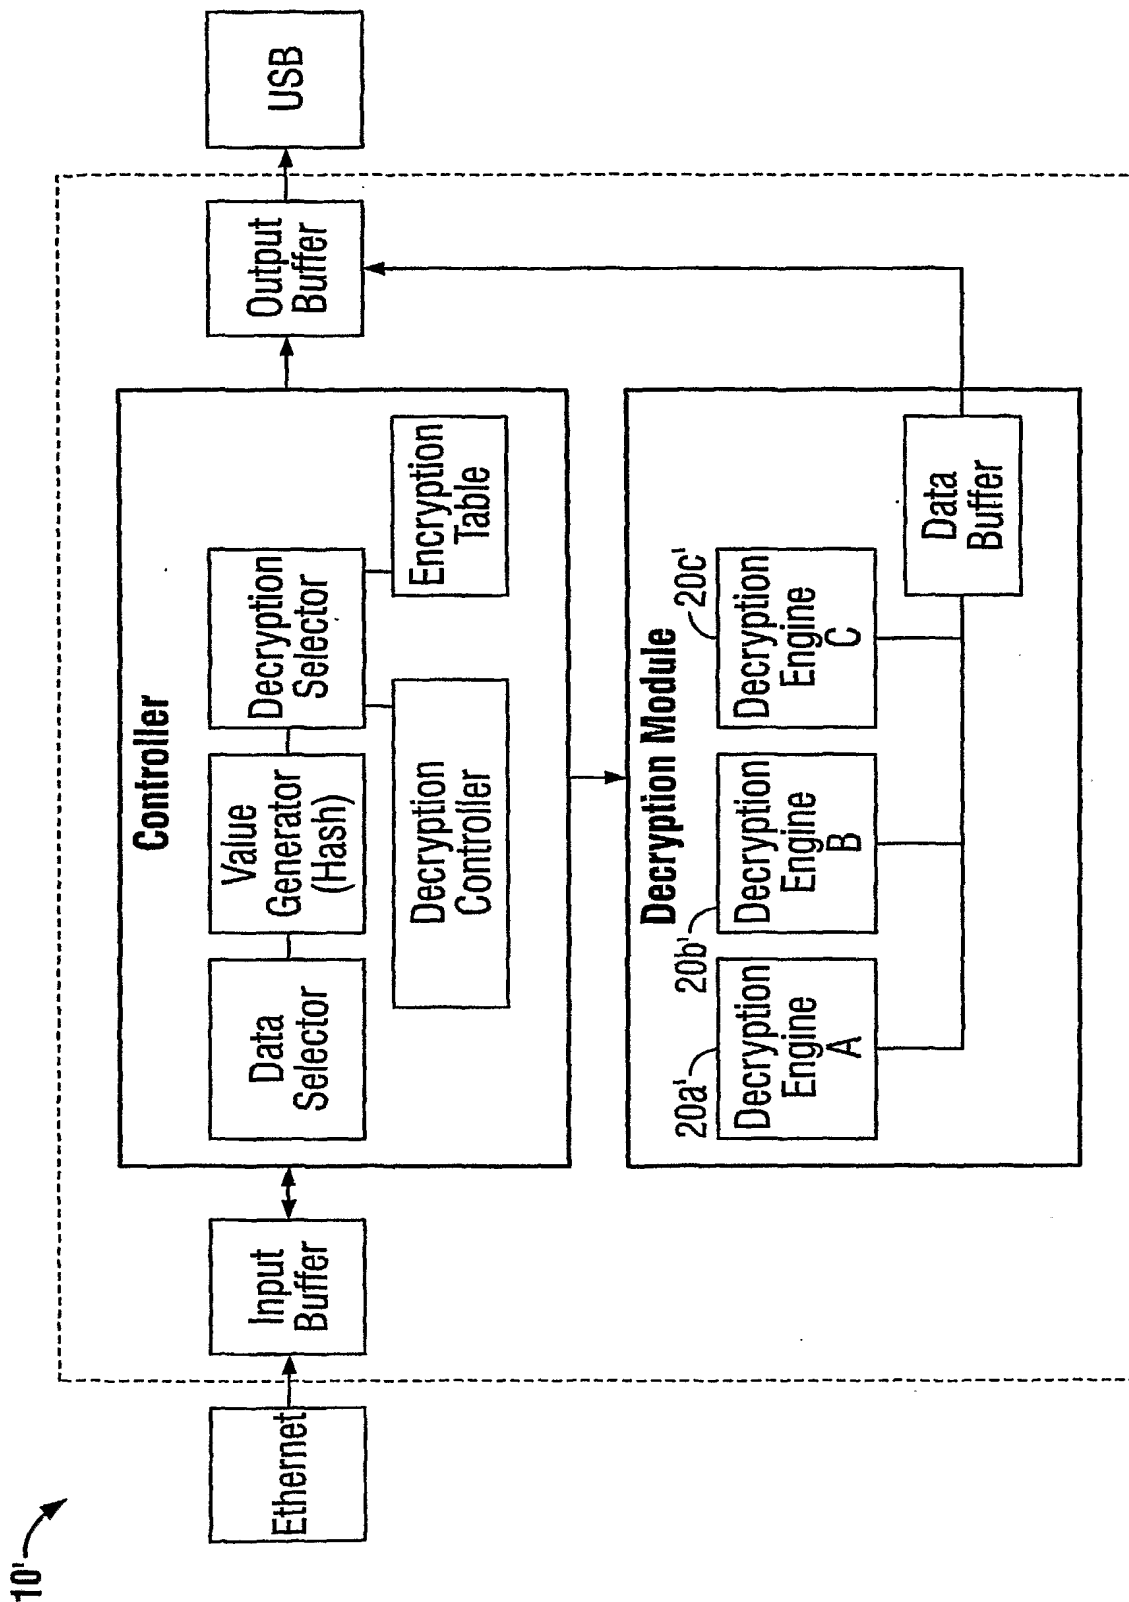 10'
Ethernet
Input
Buffer
Controller
Data
Selector
Value
Generator
(Hash)
Decryption
Selector
Decryption
Controller
Encryption
Table
Output
Buffer
USB
Decryption Module
20a'
Decryption
Engine
A
20b'
Decryption
Engine
B
20c'
Decryption
Engine
C
Data
Buffer